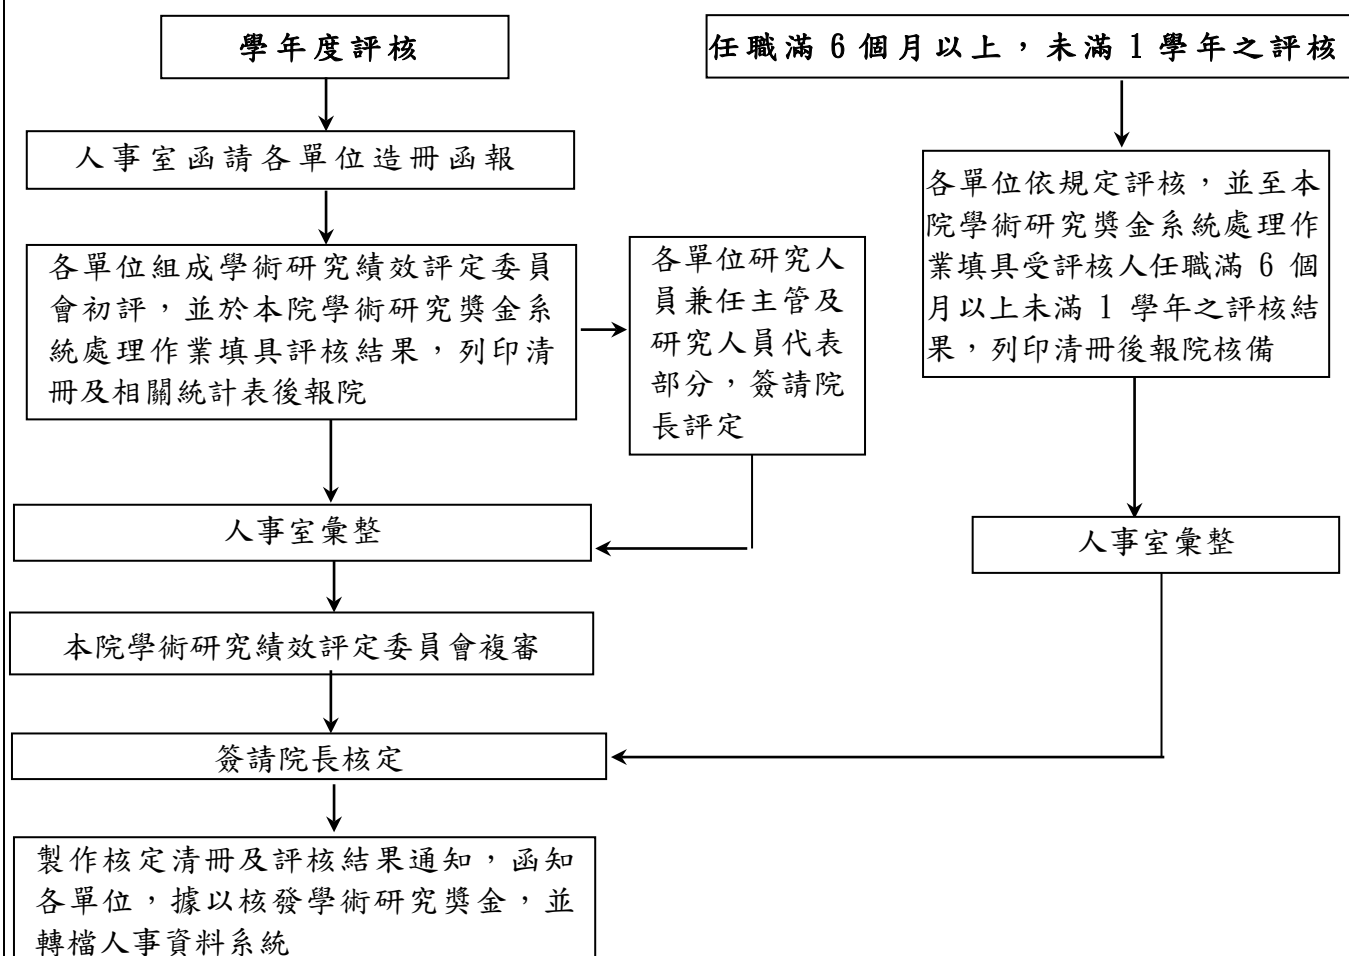 學年度評核
任職滿 6 個月以上，未滿 1 學年之評核
人事室函請各單位造冊函報
各單位組成學術研究績效評定委員
會初評，並於本院學術研究獎金系
統處理作業填具評核結果，列印清
冊及相關統計表後報院
各單位研究人
員兼任主管及
研究人員代表
部分，簽請院
長評定
各單位依規定評核，並至本
院學術研究獎金系統處理作
業填具受評核人任職滿 6 個
月以上未滿 1 學年之評核結
果，列印清冊後報院核備
人事室彙整
人事室彙整
本院學術研究績效評定委員會複審
簽請院長核定
製作核定清冊及評核結果通知，函知
各單位，據以核發學術研究獎金，並
轉檔人事資料系統